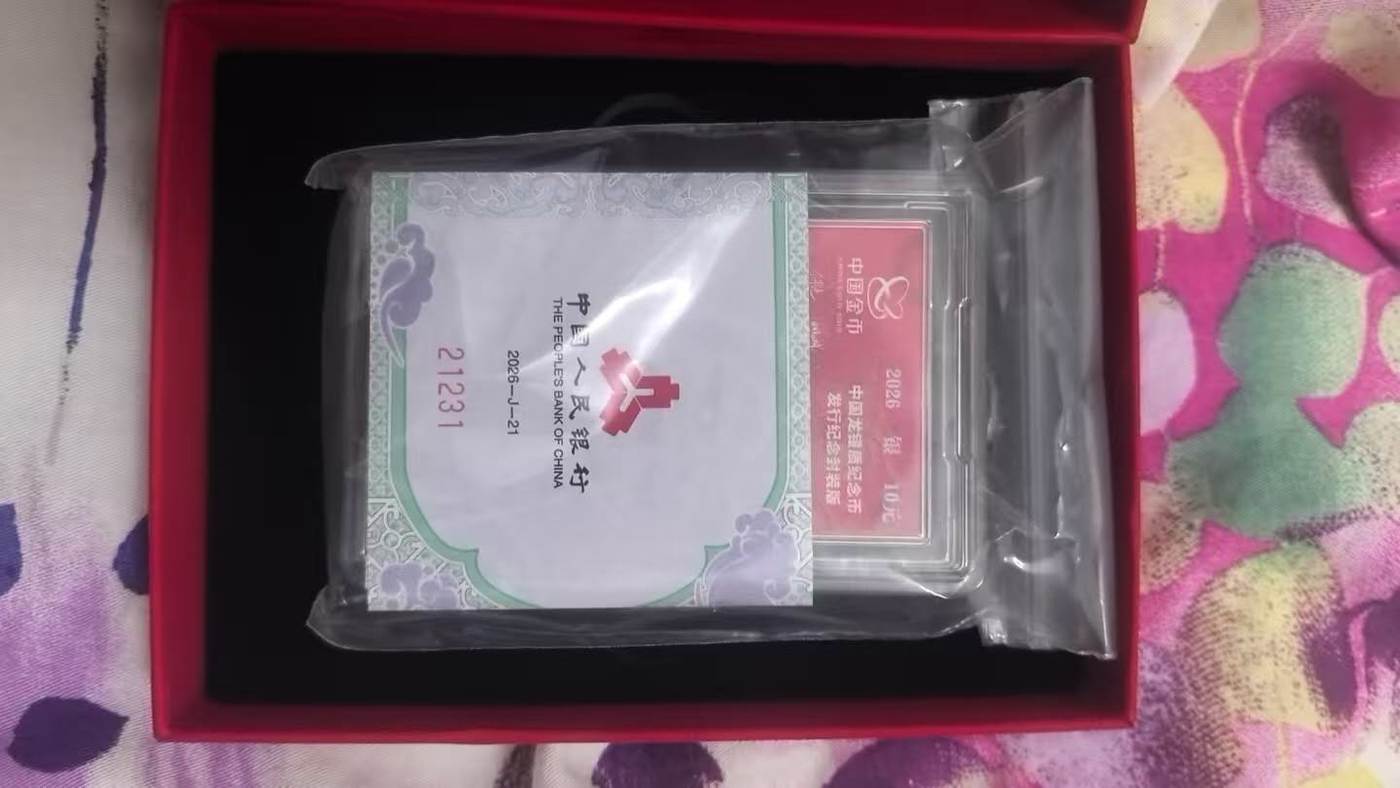 中国人民银行
THE PEOPLE'S BANK OF CHINA
2026-J-21
21231
中国金币
2026 银 10元
中国龙银质纪念币
发行纪念封装版